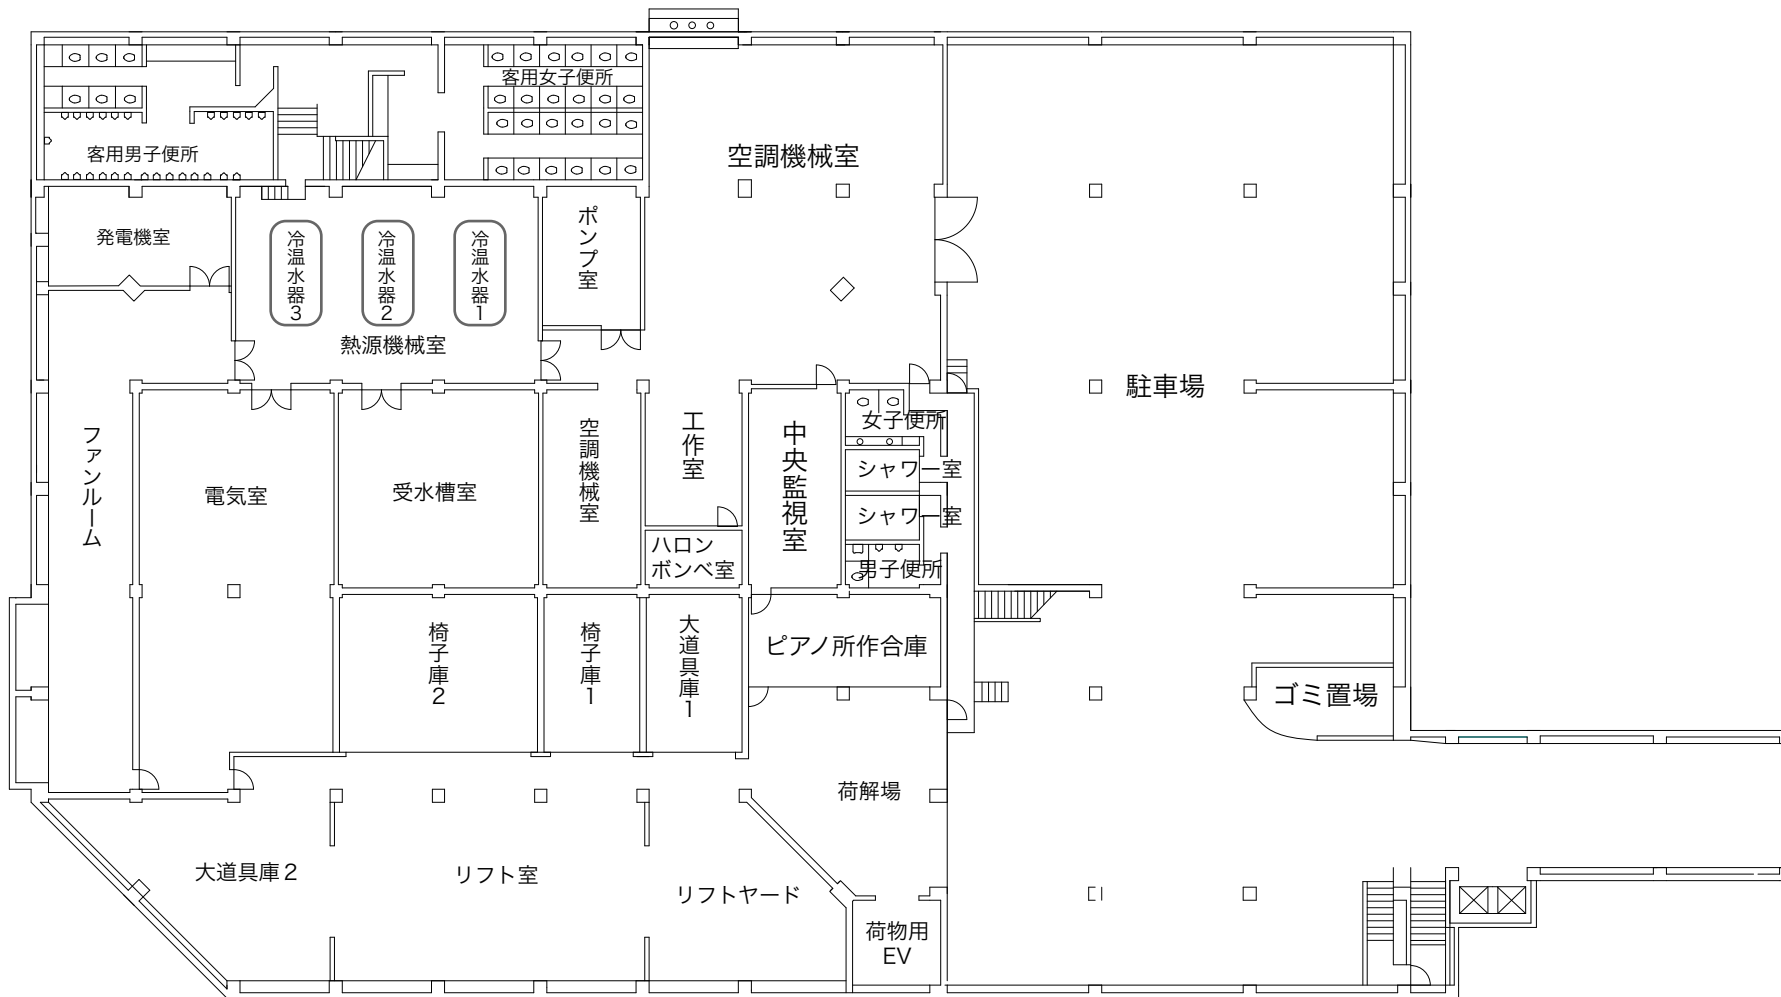 客用女子便所
客用男子便所
空調機械室
発電機室
冷温水器3
冷温水器2
冷温水器1
ポンプ室
熱源機械室
駐車場
ファンルーム
電気室
受水槽室
空調機械室
工作室
中央監視室
女子便所
シャワー室
シャワー室
男子便所
ハロン
ボンベ室
椅子庫2
椅子庫1
大道具庫1
ピアノ所作合庫
ゴミ置場
荷解場
大道具庫2
リフト室
リフトヤード
荷物用
EV